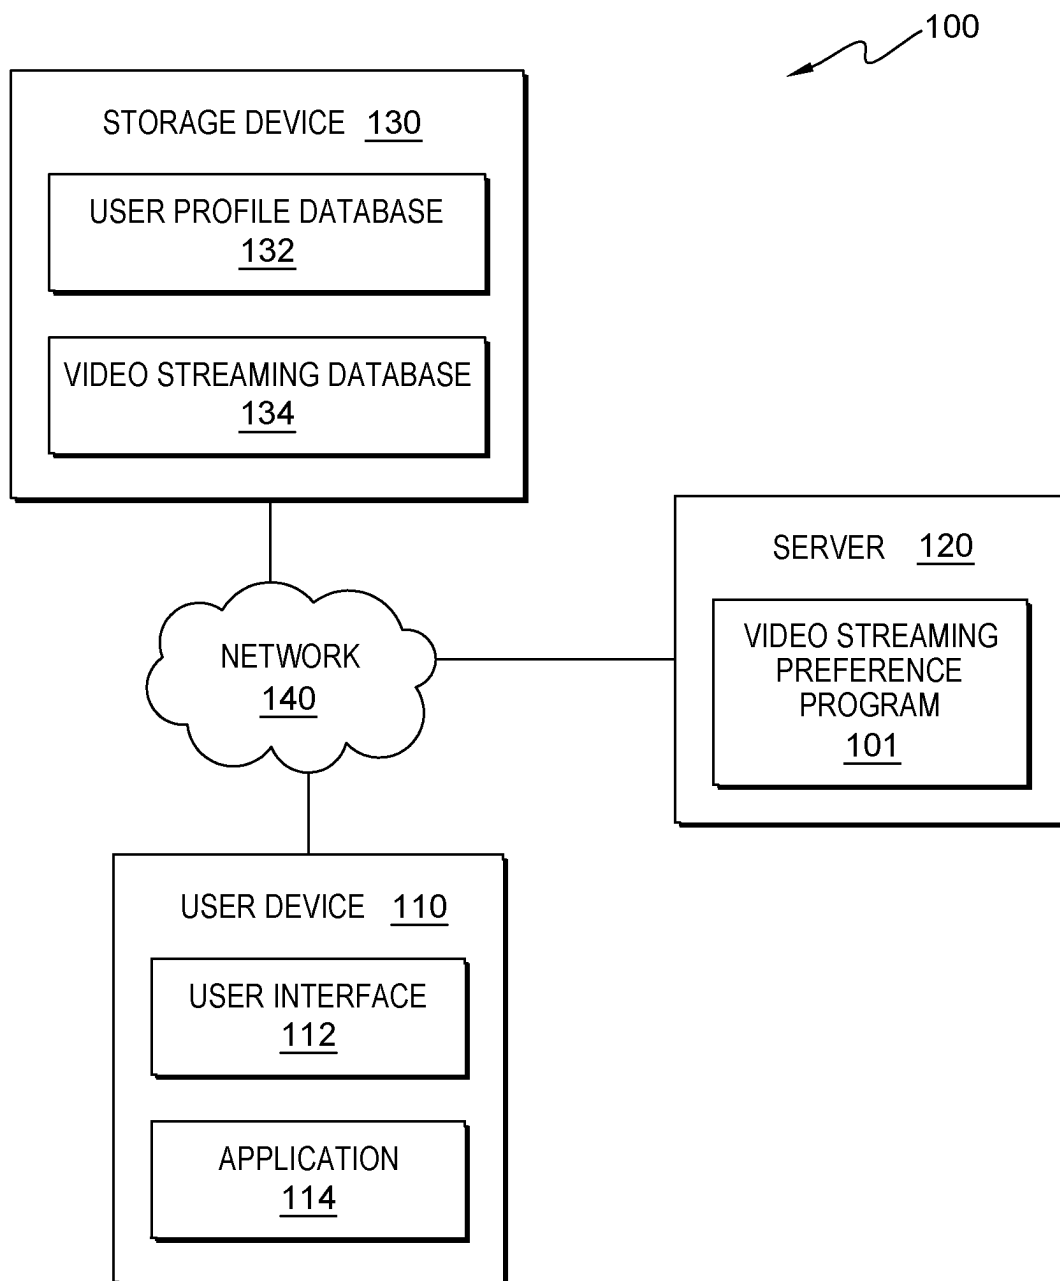 100
STORAGE DEVICE 130
USER PROFILE DATABASE
132
VIDEO STREAMING DATABASE
134
SERVER 120
VIDEO STREAMING
PREFERENCE
PROGRAM
101
NETWORK
140
USER DEVICE 110
USER INTERFACE
112
APPLICATION
114